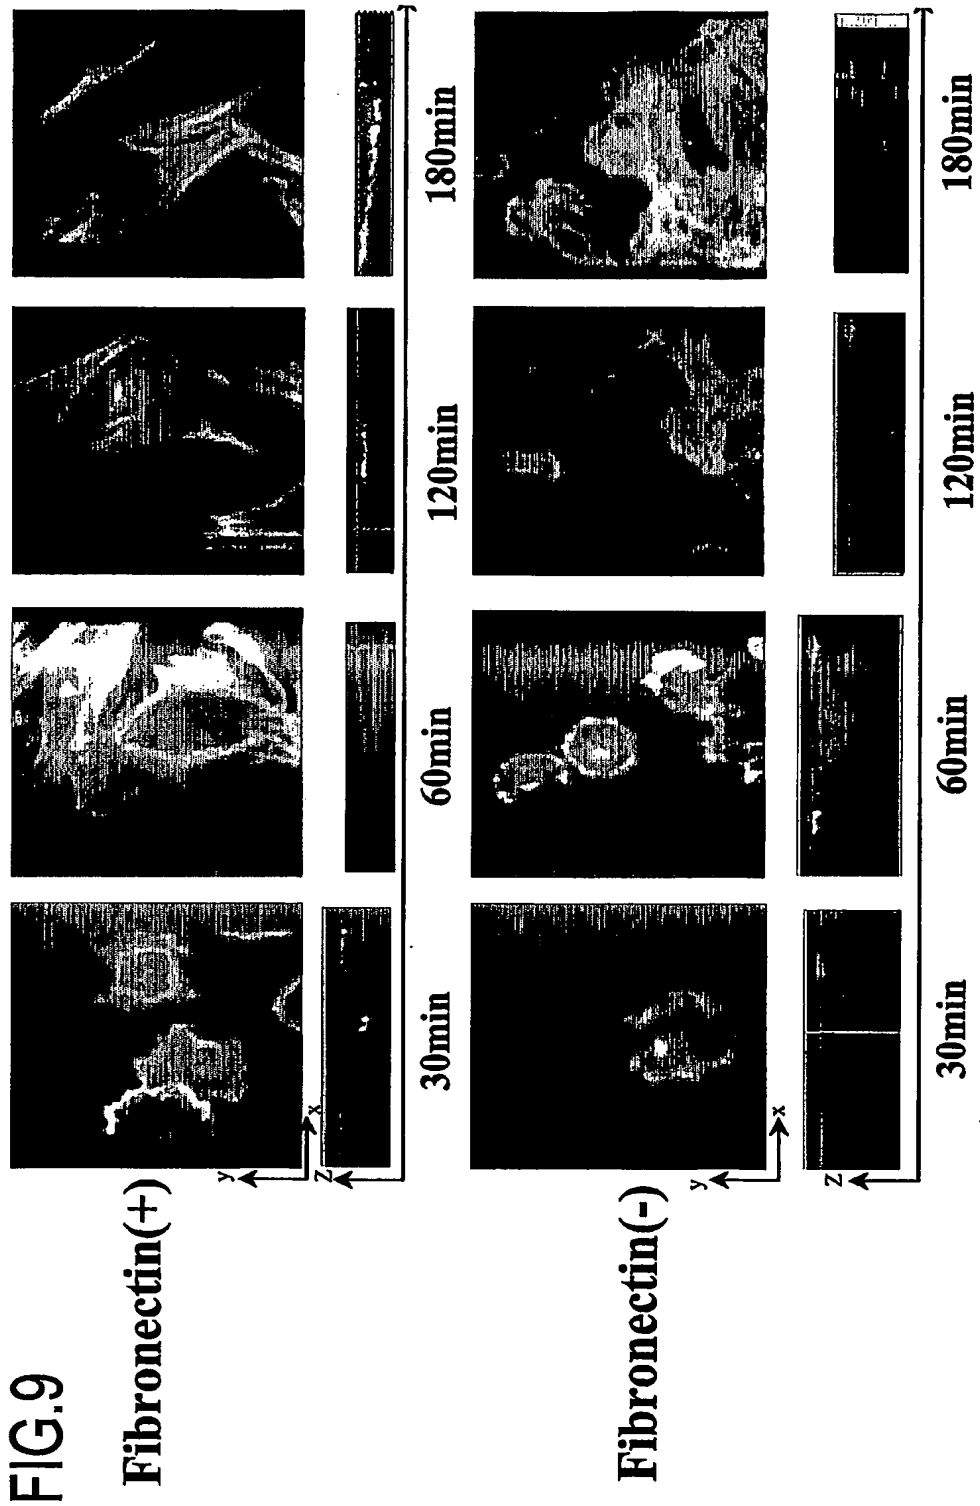 FIG.9
Fibronectin(+)
y
x
z
30min
60min
120min
180min
Fibronectin(-)
y
x
z
30min
60min
120min
180min